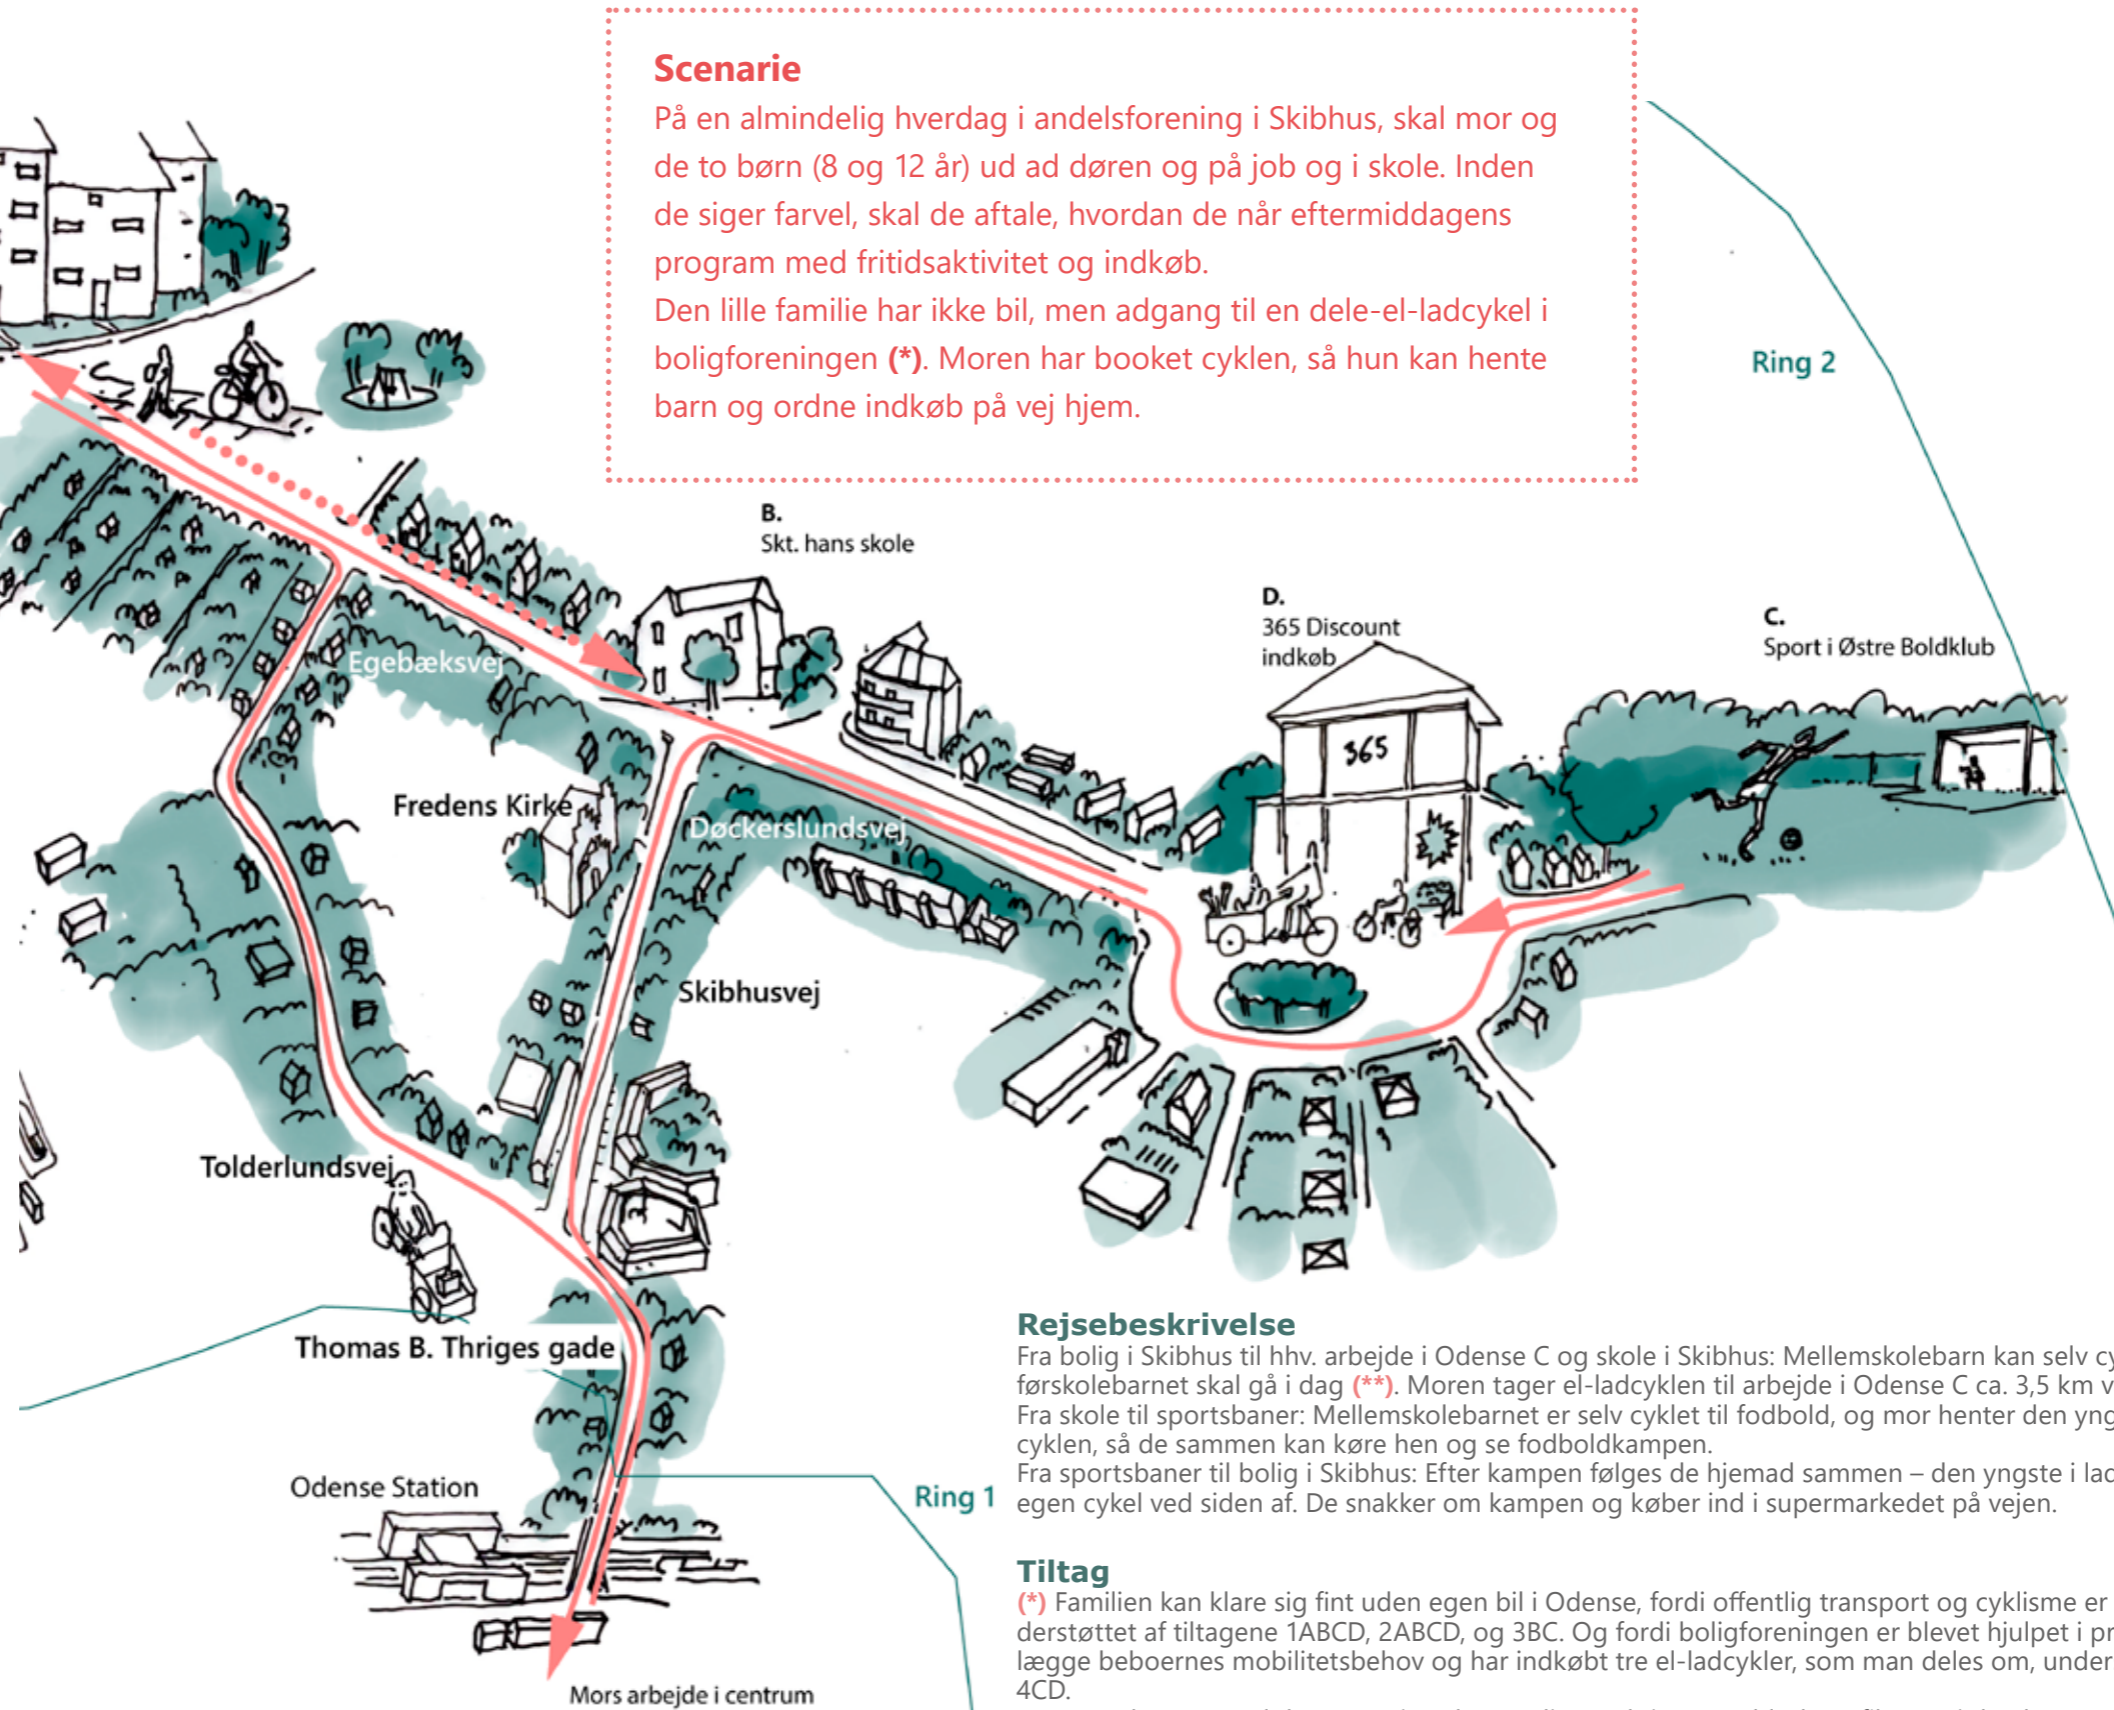 Scenarie
På en almindelig hverdag i andelsforening i Skibhus, skal mor og
de to børn (8 og 12 år) ud ad døren og på job og i skole. Inden
de siger farvel, skal de aftale, hvordan de når eftermiddagens
program med fritidsaktivitet og indkøb.
Den lille familie har ikke bil, men adgang til en dele-el-ladcykel i
boligforeningen (*). Moren har booket cyklen, så hun kan hente
barn og ordne indkøb på vej hjem.
Ring 2
B.
Skt. hans skole
D.
365 Discount
indkøb
C.
Sport i Østre Boldklub
365
Egebæksvej
Fredens Kirke
Døckerslundsvej
Skibhusvej
Tolderlundsvej
Thomas B. Thriges gade
Odense Station
Ring 1
Mors arbejde i centrum
Rejsebeskrivelse
Fra bolig i Skibhus til hhv. arbejde i Odense C og skole i Skibhus: Mellemskolebarn kan selv cy
førskolebarnet skal gå i dag (**). Moren tager el-ladcyklen til arbejde i Odense C ca. 3,5 km v
Fra skole til sportsbaner: Mellemskolebarnet er selv cyklet til fodbold, og mor henter den yng
cyklen, så de sammen kan køre hen og se fodboldkampen.
Fra sportsbaner til bolig i Skibhus: Efter kampen følges de hjemad sammen – den yngste i lad
egen cykel ved siden af. De snakker om kampen og køber ind i supermarkedet på vejen.
Tiltag
(*) Familien kan klare sig fint uden egen bil i Odense, fordi offentlig transport og cyklisme er
derstøttet af tiltagene 1ABCD, 2ABCD, og 3BC. Og fordi boligforeningen er blevet hjulpet i pr
lægge beboernes mobilitetsbehov og har indkøbt tre el-ladcykler, som man deles om, under
4CD.